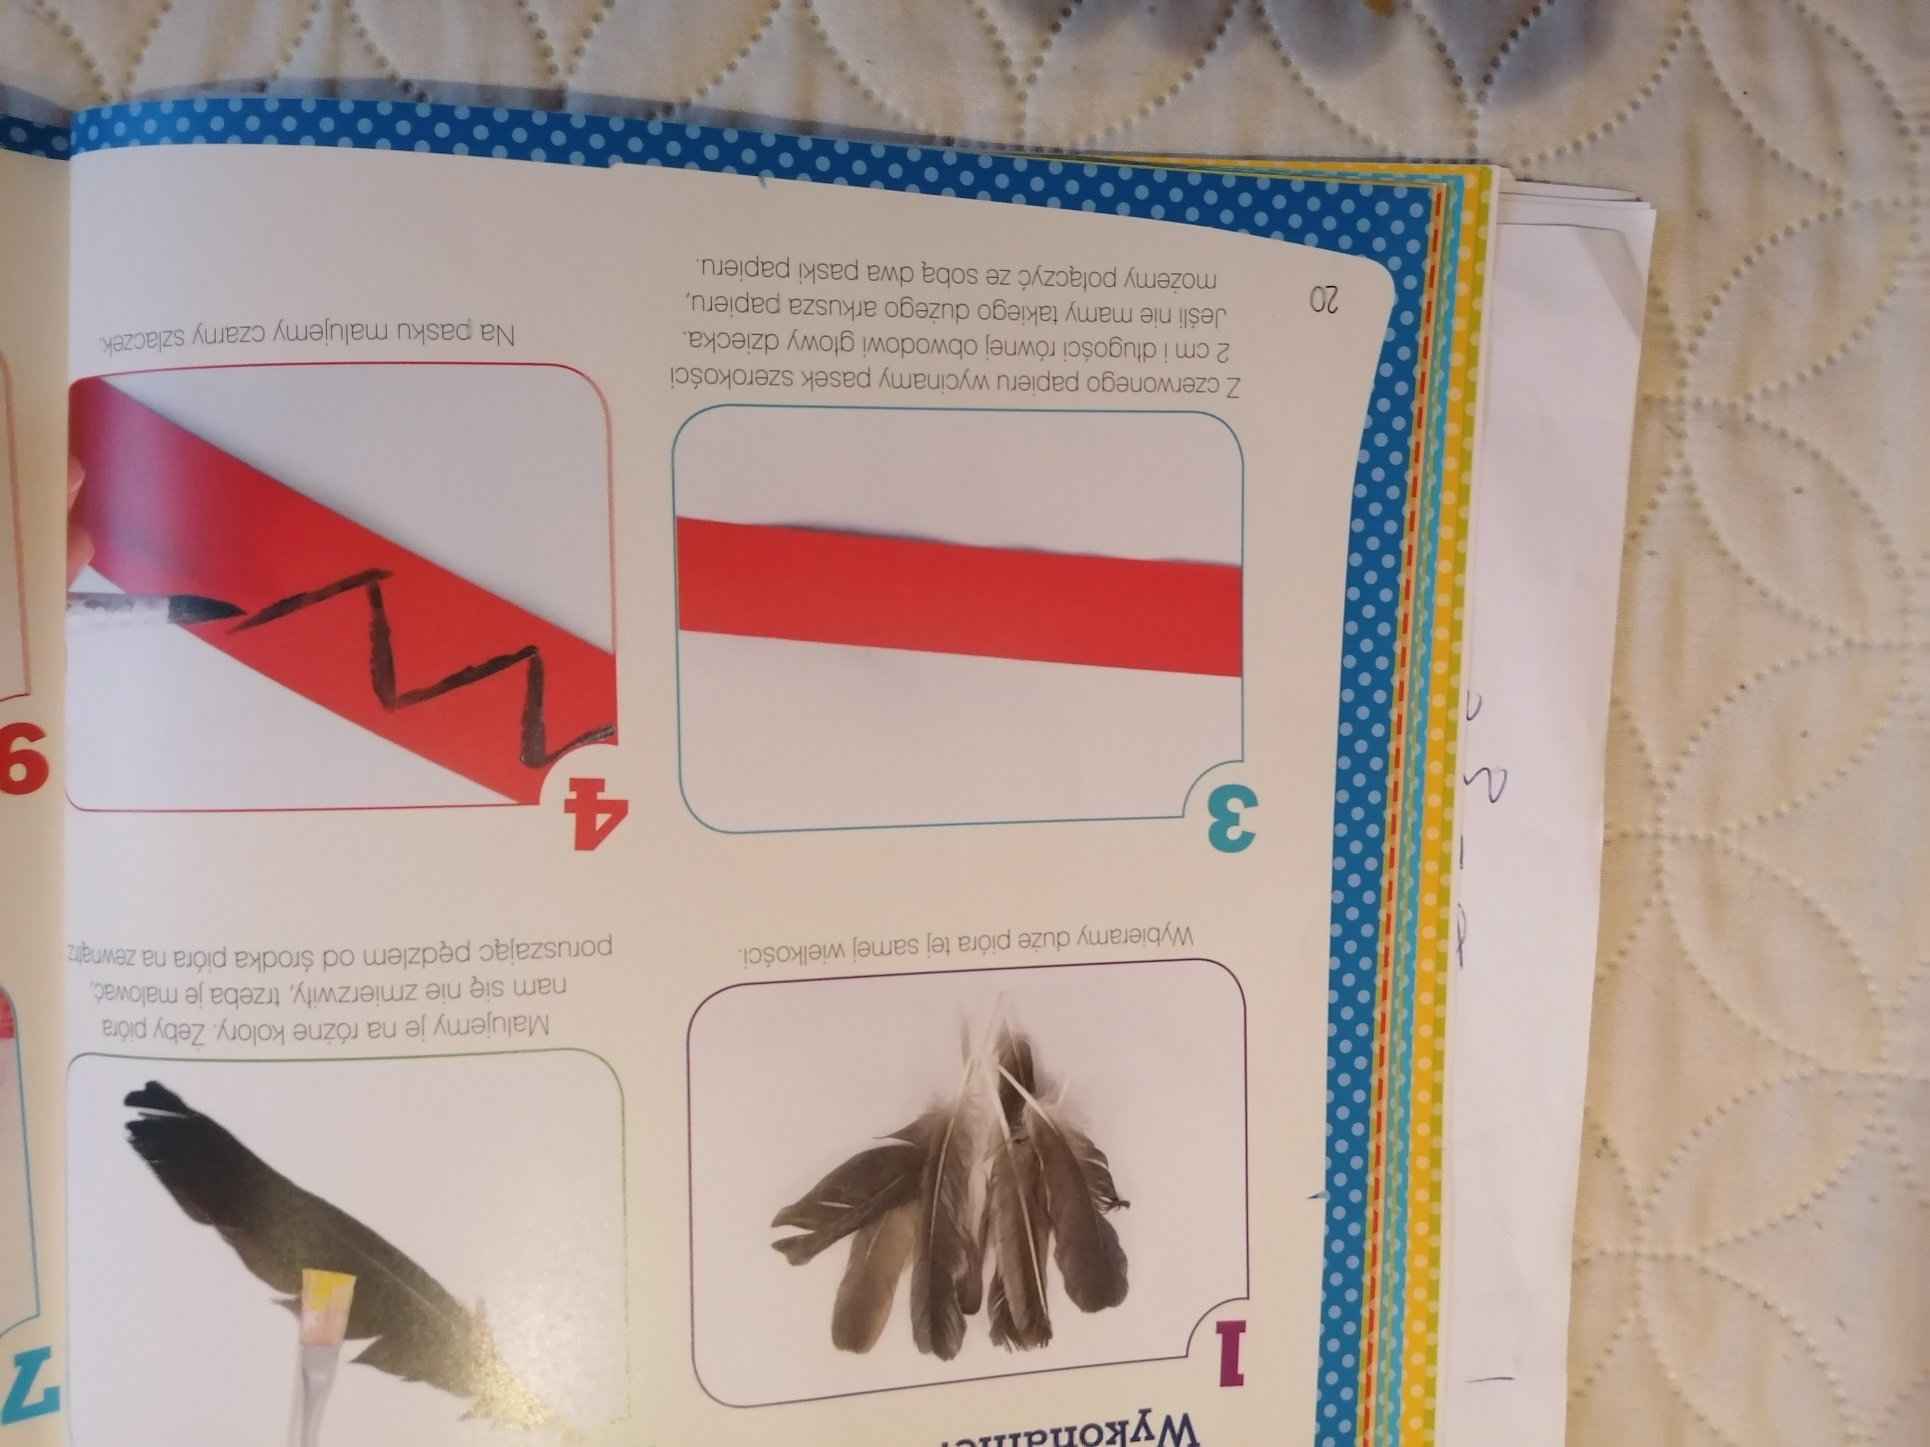 Wykonanie:
1
Wybieramy duże pióra tej samej wielkości.
Malujemy je na różne kolory. Żeby pióra
nam się nie zmierzwiły, trzeba je malować,
poruszając pędzlem od środka pióra na zewnątrz
3
Z czerwonego papieru wycinamy pasek szerokości
2 cm i długości równej obwodowi głowy dziecka.
Jeśli nie mamy takiego dużego arkusza papieru,
możemy połączyć ze sobą dwa paski papieru.
4
Na pasku malujemy czarny szlaczek.
20
7
9